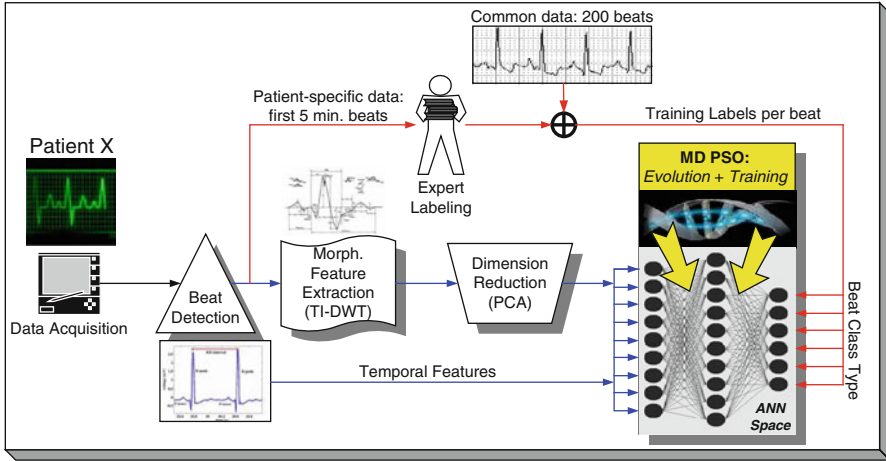 Common data: 200 beats
Patient-specific data:
first 5 min. beats
Training Labels per beat
Patient X
Expert
Labeling
MD PSO:
Evolution + Training
Morph.
Feature
Extraction
(TI-DWT)
Dimension
Reduction
(PCA)
Beat
Detection
Data Acquisition
Beat Class Type
Temporal Features
ANN
Space